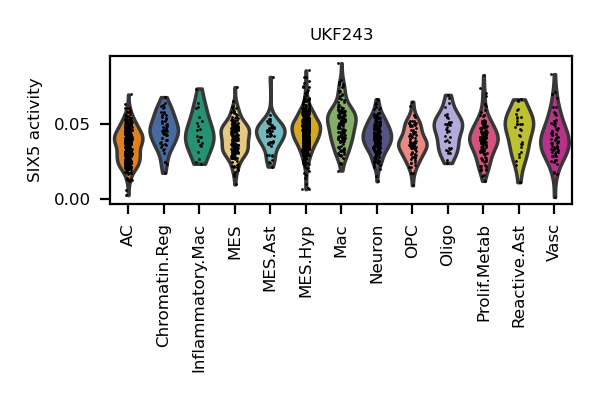 UKF243
SIX5 activity
0.05
0.00
AC
Chromatin.Reg
Inflammatory.Mac
MES
MES.Ast
MES.Hyp
Mac
Neuron
OPC
Oligo
Prolif.Metab
Reactive.Ast
Vasc